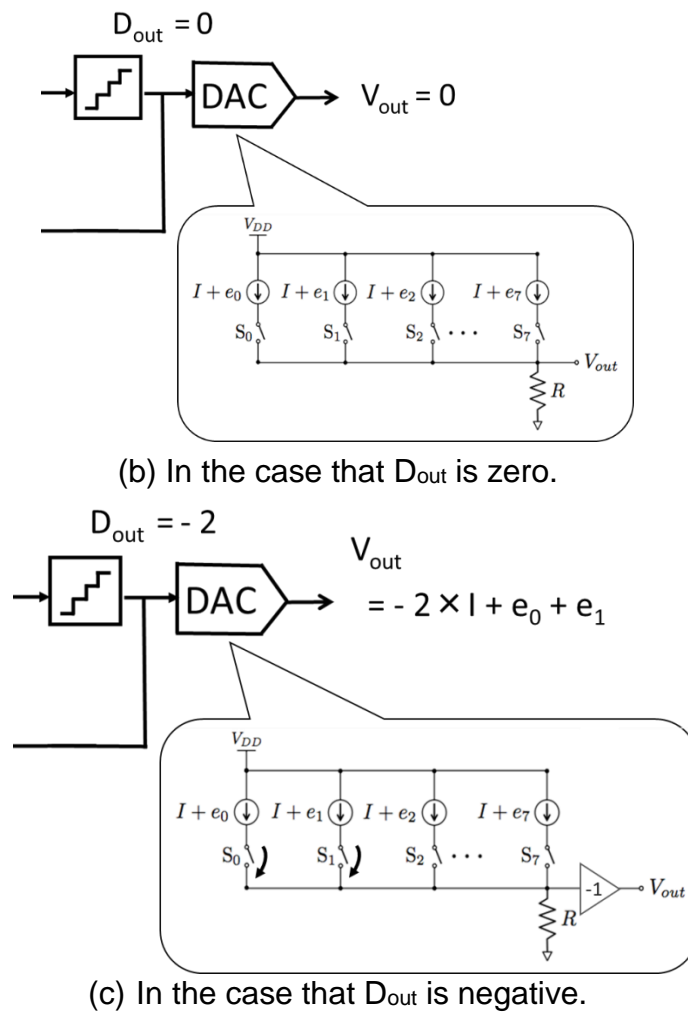 D_out = 0
DAC
V_out = 0
V_DD
I + e_0 I + e_1 I + e_2 I + e_7
S_0 S_1 S_2 ··· S_7
V_out
R
(b) In the case that D_out is zero.
D_out = - 2
V_out
DAC
= - 2 × I + e_0 + e_1
V_DD
I + e_0 I + e_1 I + e_2 I + e_7
S_0 S_1 S_2 ··· S_7
-1 V_out
R
(c) In the case that D_out is negative.